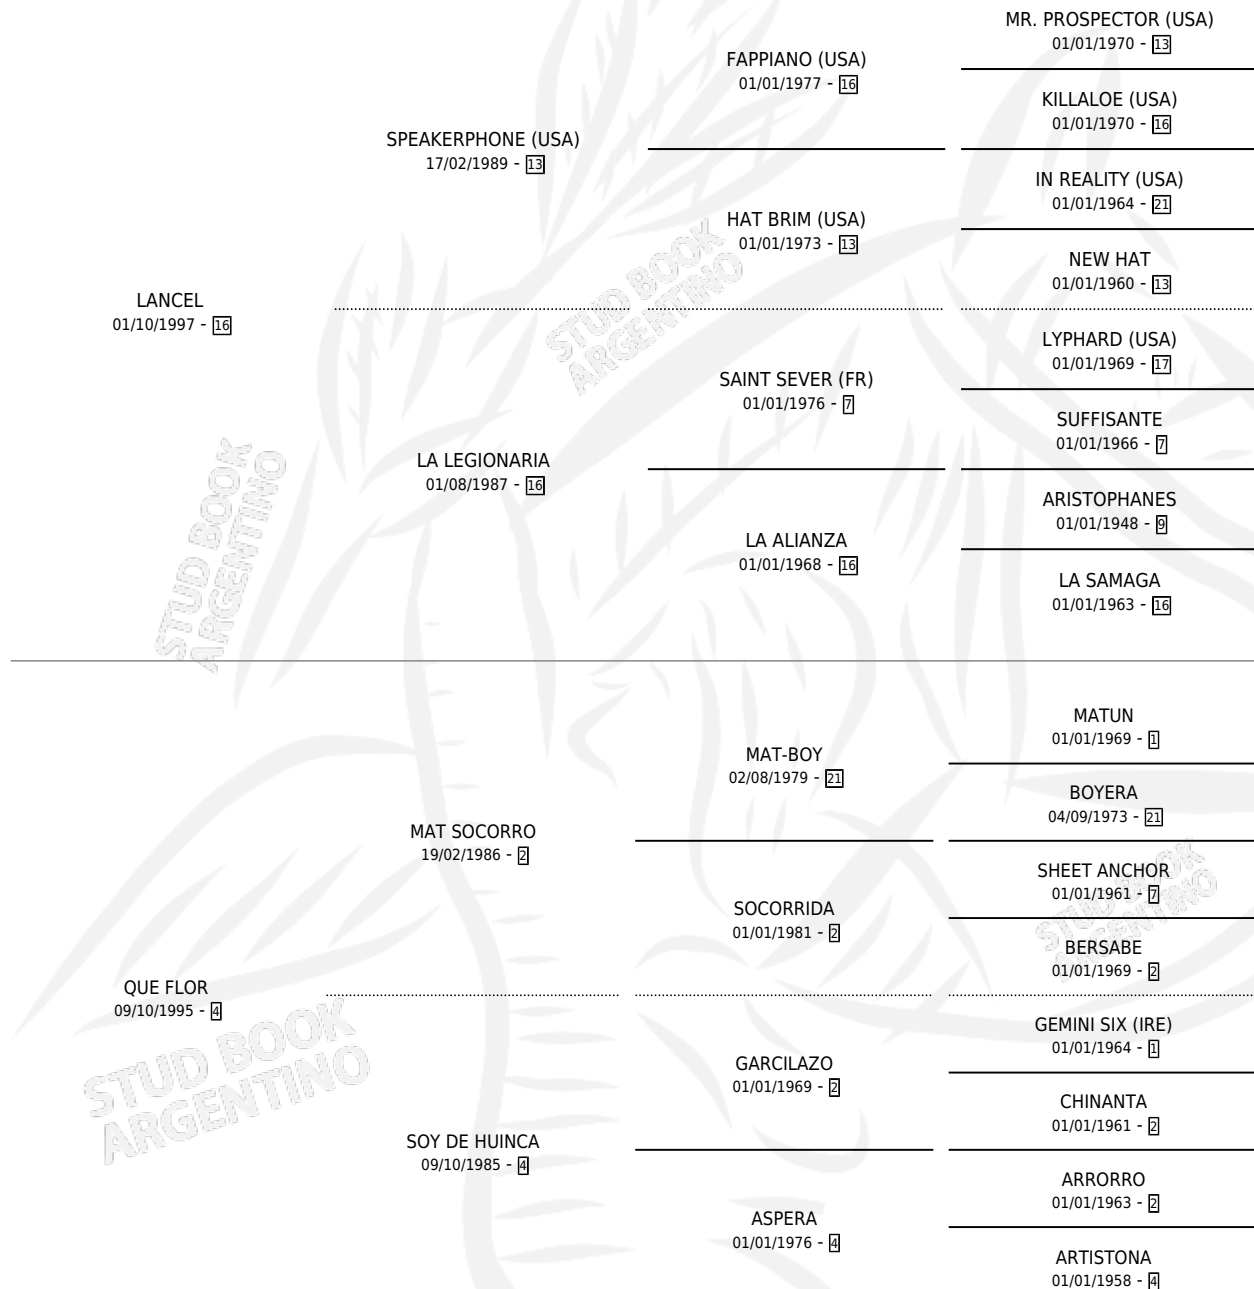 MR. PROSPECTOR (USA)
01/01/1970 - 13
FAPPIANO (USA)
01/01/1977 - 16
KILLALOE (USA)
01/01/1970 - 16
SPEAKERPHONE (USA)
17/02/1989 - 13
IN REALITY (USA)
01/01/1964 - 21
HAT BRIM (USA)
01/01/1973 - 13
NEW HAT
01/01/1960 - 13
LANCEL
01/10/1997 - 16
STUD BOOK
ARGENTINO
LYPHARD (USA)
01/01/1969 - 17
SAINT SEVER (FR)
01/01/1976 - 7
SUFFISANTE
01/01/1966 - 7
LA LEGIONARIA
01/08/1987 - 16
ARISTOPHANES
01/01/1948 - 9
LA ALIANZA
01/01/1968 - 16
LA SAMAGA
01/01/1963 - 16
STUD BOOK
ARGENTINO
MATUN
01/01/1969 - 1
MAT-BOY
02/08/1979 - 21
BOYERA
04/09/1973 - 21
MAT SOCORRO
19/02/1986 - 2
SHEET ANCHOR
01/01/1961 - 7
SOCORRIDA
01/01/1981 - 2
BERSABE
01/01/1969 - 2
STUD BOOK
ARGENTINO
QUE FLOR
09/10/1995 - 4
GEMINI SIX (IRE)
01/01/1964 - 1
GARCILAZO
01/01/1969 - 2
CHINANTA
01/01/1961 - 2
STUD BOOK
ARGENTINO
SOY DE HUINCA
09/10/1985 - 4
ARRORRO
01/01/1963 - 2
ASPERA
01/01/1976 - 4
ARTISTONA
01/01/1958 - 4